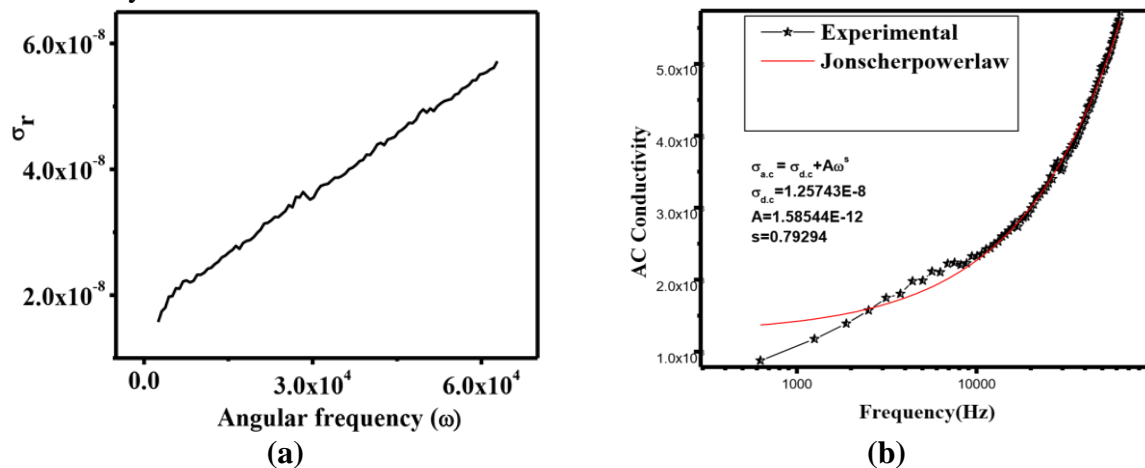 6.0x10⁻⁸
4.0x10⁻⁸
2.0x10⁻⁸
σr
0.0
3.0x10⁴
6.0x10⁴
Angular frequency (ω)
(a)
Experimental
Jonscherpowerlaw
σa.c = σd.c+Aωˢ
σd.c=1.25743E-8
A=1.58544E-12
s=0.79294
AC Conductivity
1000
10000
Frequency(Hz)
(b)